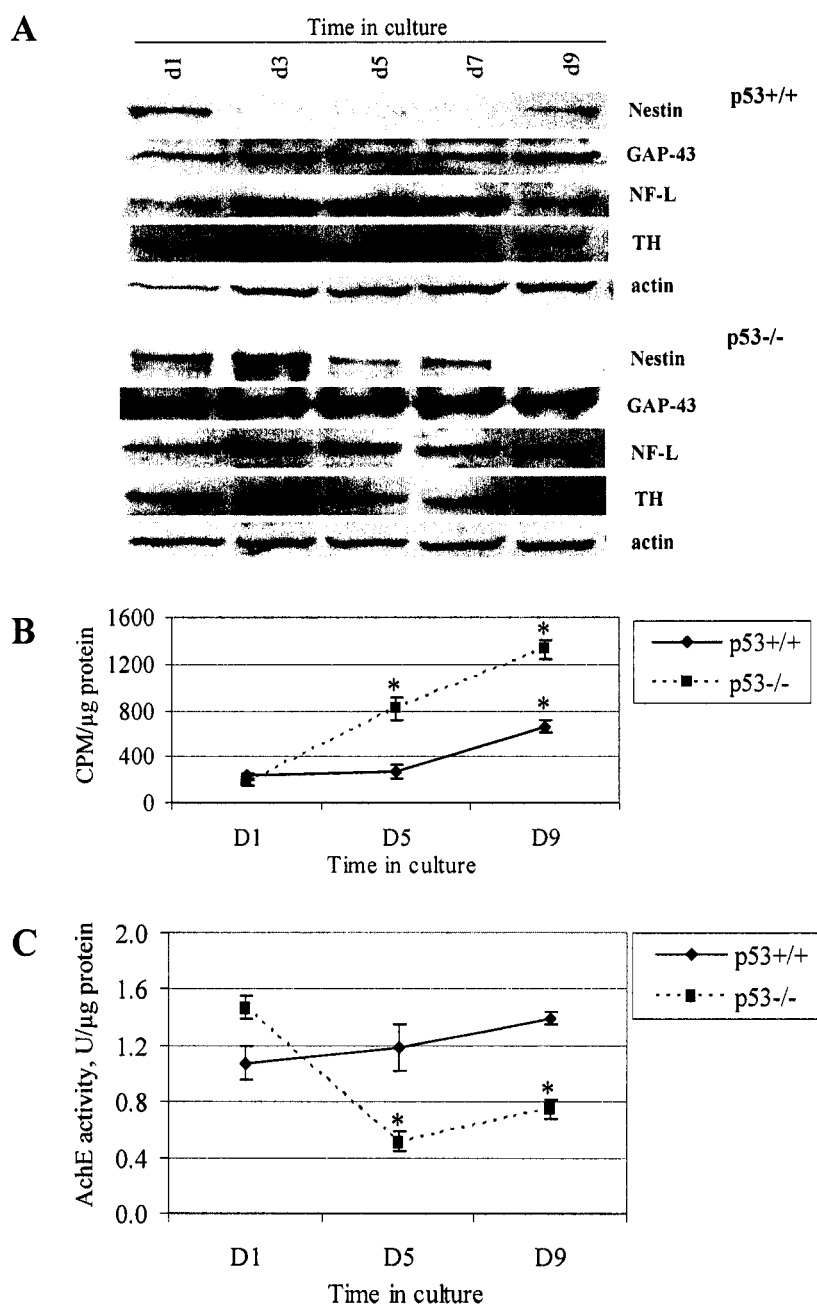 A
Time in culture
d1 d3 d5 d7 d9
Nestin p53+/+
GAP-43
NF-L
TH
actin
Nestin p53-/-
GAP-43
NF-L
TH
actin
B
CPM/µg protein
1600
1200
800
400
0
* * *
D1 D5 D9
Time in culture
p53+/+
p53-/-
C
AchE activity, U/µg protein
2.0
1.6
1.2
0.8
0.4
0.0
* *
D1 D5 D9
Time in culture
p53+/+
p53-/-